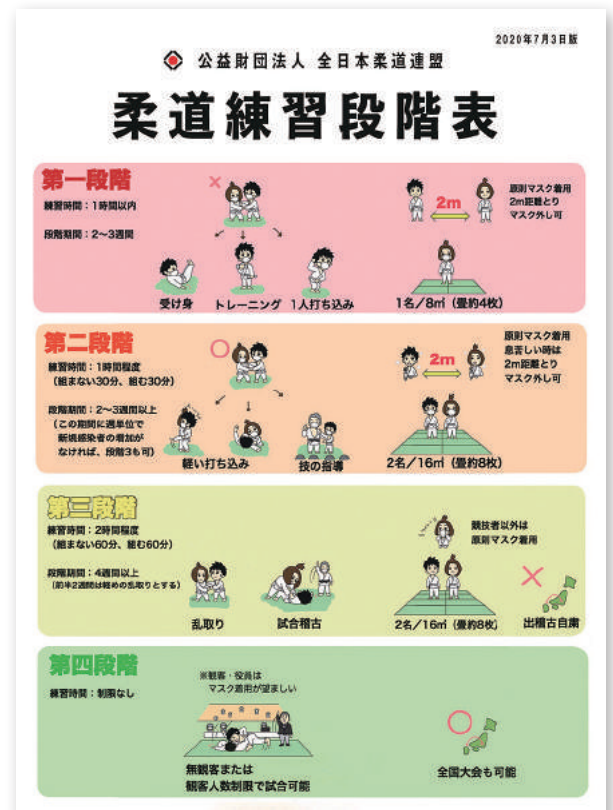 2020年7月3日版
公益財団法人 全日本柔道連盟
柔道練習段階表
第一段階
練習時間：1時間以内
段階期間：2〜3週間
×
受け身
トレーニング
1人打ち込み
2m
原則マスク着用
2m距離とり
マスク外し可
1名／8㎡（畳約4枚）
第二段階
練習時間：1時間程度
（組まない30分、組む30分）
段階期間：2〜3週間以上
（この期間に週単位で
新規感染者の増加が
なければ、段階3も可）
○
軽い打ち込み
技の指導
2m
原則マスク着用
息苦しい時は
2m距離とり
マスク外し可
2名／16㎡（畳約8枚）
第三段階
練習時間：2時間程度
（組まない60分、組む60分）
段階期間：4週間以上
（前半2週間は軽めの乱取りとする）
乱取り
試合稽古
競技者以外は
原則マスク着用
2名／16㎡（畳約8枚）
×
出稽古自粛
第四段階
練習時間：制限なし
※観客・役員は
マスク着用が望ましい
無観客または
観客人数制限で試合可能
○
全国大会も可能